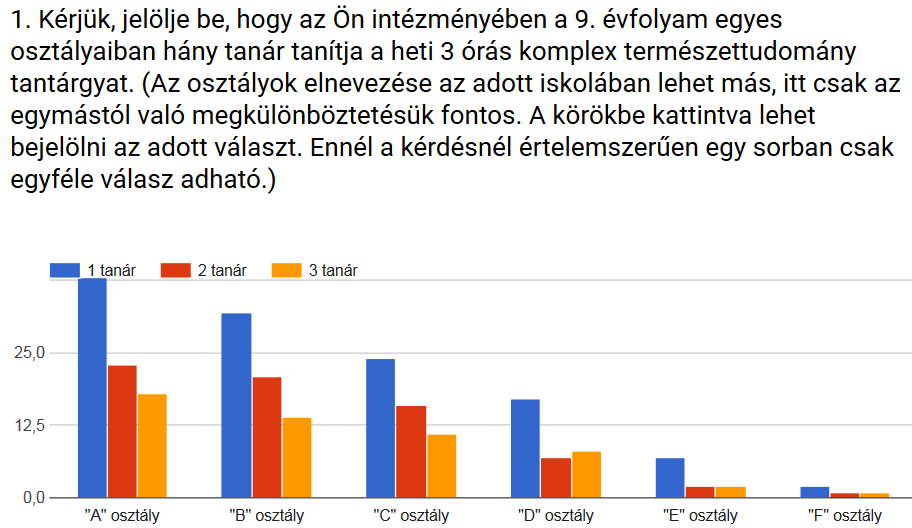 1. Kérjük, jelölje be, hogy az Ön intézményében a 9. évfolyam egyes
osztályaiban hány tanár tanítja a heti 3 órás komplex természettudomány
tantárgyat. (Az osztályok elnevezése az adott iskolában lehet más, itt csak az
egymástól való megkülönböztetésük fontos. A körökbe kattintva lehet
bejelölni az adott választ. Ennél a kérdésnél értelemszerűen egy sorban csak
egyféle válasz adható.)
1 tanár 2 tanár 3 tanár
25,0
12,5
0,0
"A" osztály "B" osztály "C" osztály "D" osztály "E" osztály "F" osztály